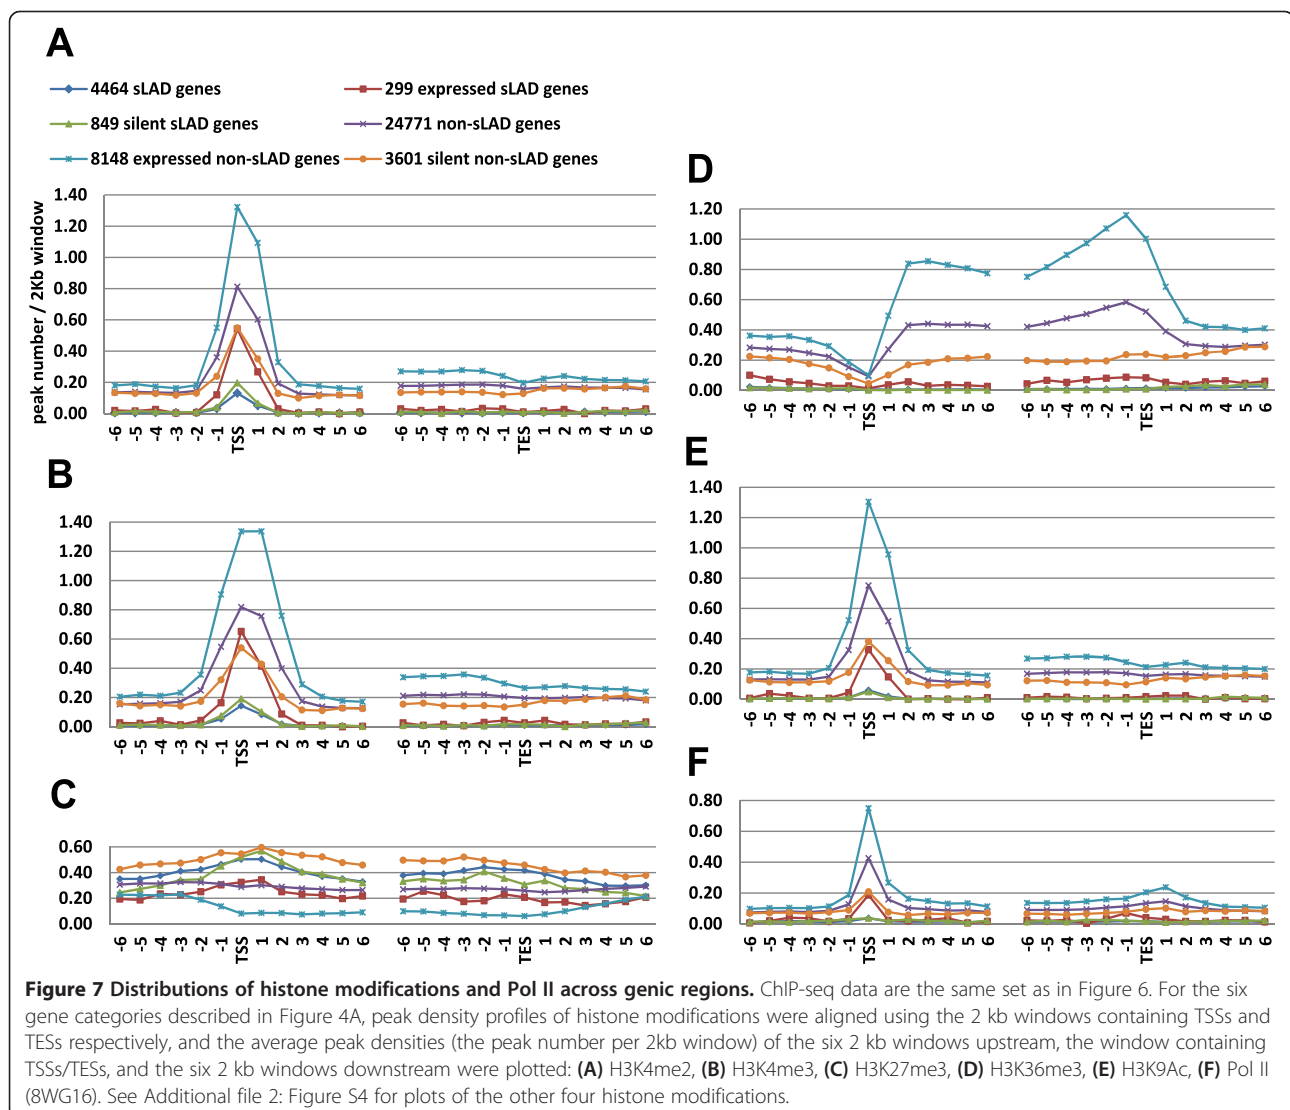 A
4464 sLAD genes
299 expressed sLAD genes
849 silent sLAD genes
24771 non-sLAD genes
8148 expressed non-sLAD genes
3601 silent non-sLAD genes
peak number / 2Kb window
1.40
1.20
1.00
0.80
0.60
0.40
0.20
0.00
-6 -5 -4 -3 -2 -1 TSS 1 2 3 4 5 6
-6 -5 -4 -3 -2 -1 TES 1 2 3 4 5 6
B
1.40
1.20
1.00
0.80
0.60
0.40
0.20
0.00
-6 -5 -4 -3 -2 -1 TSS 1 2 3 4 5 6
-6 -5 -4 -3 -2 -1 TES 1 2 3 4 5 6
C
0.60
0.40
0.20
0.00
-6 -5 -4 -3 -2 -1 TSS 1 2 3 4 5 6
-6 -5 -4 -3 -2 -1 TES 1 2 3 4 5 6
D
1.20
1.00
0.80
0.60
0.40
0.20
0.00
-6 -5 -4 -3 -2 -1 TSS 1 2 3 4 5 6
-6 -5 -4 -3 -2 -1 TES 1 2 3 4 5 6
E
1.40
1.20
1.00
0.80
0.60
0.40
0.20
0.00
-6 -5 -4 -3 -2 -1 TSS 1 2 3 4 5 6
-6 -5 -4 -3 -2 -1 TES 1 2 3 4 5 6
F
0.80
0.60
0.40
0.20
0.00
-6 -5 -4 -3 -2 -1 TSS 1 2 3 4 5 6
-6 -5 -4 -3 -2 -1 TES 1 2 3 4 5 6
Figure 7 Distributions of histone modifications and Pol II across genic regions. ChIP-seq data are the same set as in Figure 6. For the six
gene categories described in Figure 4A, peak density profiles of histone modifications were aligned using the 2 kb windows containing TSSs and
TESs respectively, and the average peak densities (the peak number per 2kb window) of the six 2 kb windows upstream, the window containing
TSSs/TESs, and the six 2 kb windows downstream were plotted: (A) H3K4me2, (B) H3K4me3, (C) H3K27me3, (D) H3K36me3, (E) H3K9Ac, (F) Pol II
(8WG16). See Additional file 2: Figure S4 for plots of the other four histone modifications.